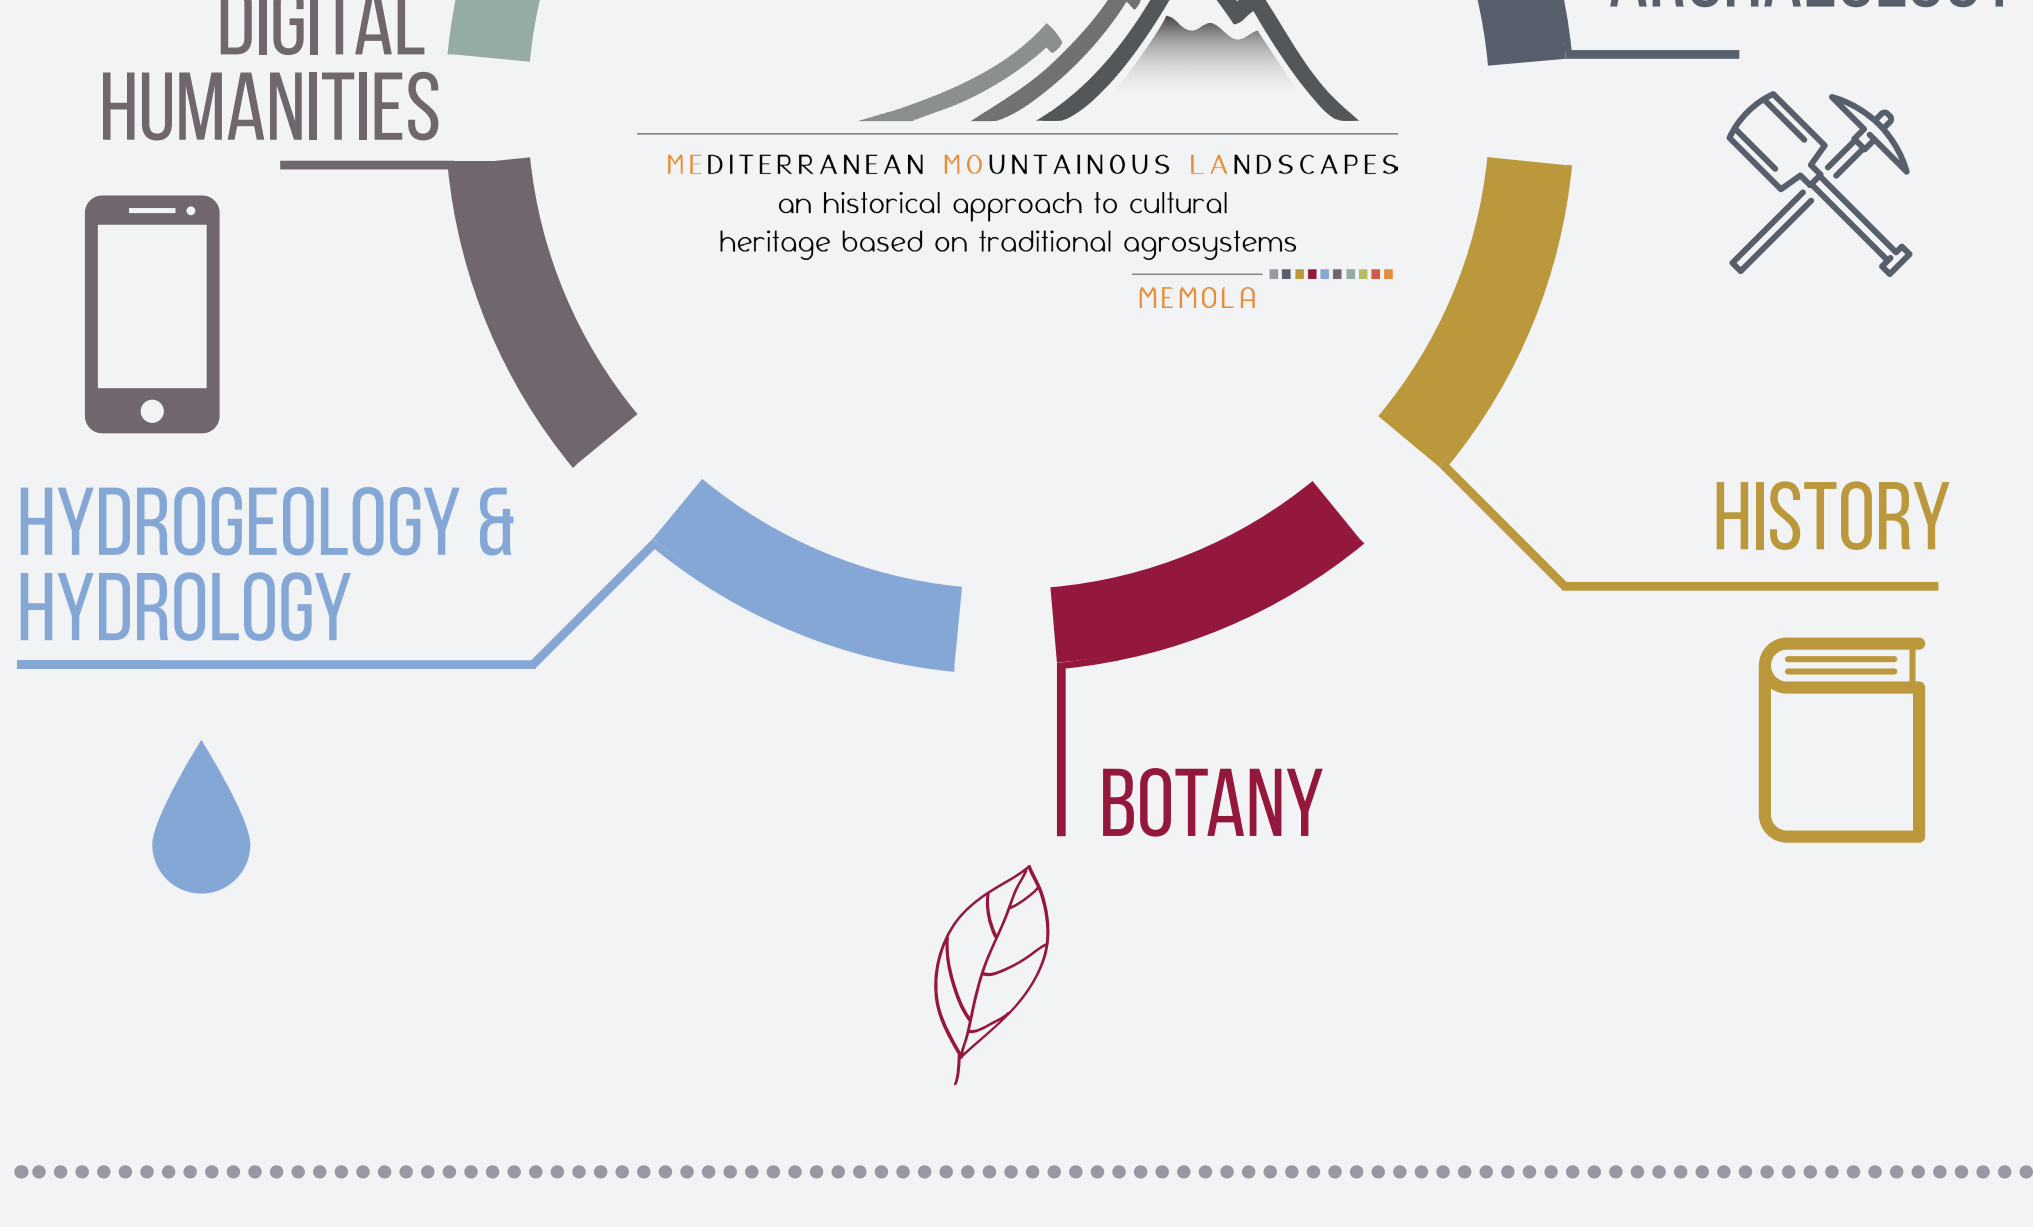 DIGITAL
HUMANITIES
ARCHAEOLOGY
MEDITERRANEAN MOUNTAINOUS LANDSCAPES
an historical approach to cultural
heritage based on traditional agrosystems
MEMOLA
HYDROGEOLOGY &
HYDROLOGY
HISTORY
BOTANY